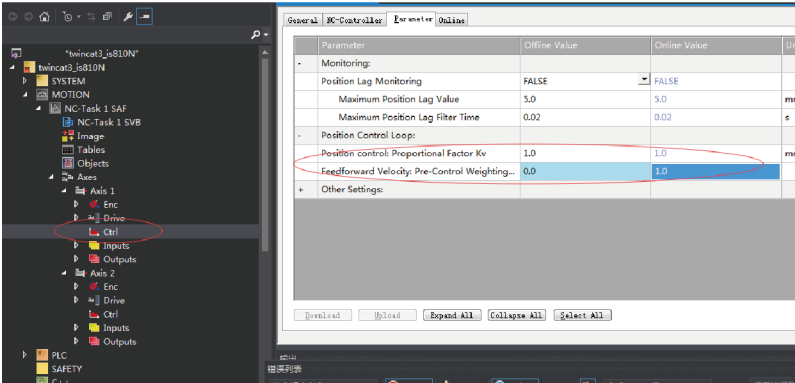 "twincat3_is810N"
twincat3_is810N
SYSTEM
MOTION
NC-Task 1 SAF
NC-Task 1 SVB
Image
Tables
Objects
Axes
Axis 1
Enc
Drive
Ctrl
Inputs
Outputs
Axis 2
Enc
Drive
Ctrl
Inputs
Outputs
PLC
SAFETY
General NC-Controller Parameter Online
Parameter Offline Value Online Value
- Monitoring:
Position Lag Monitoring FALSE FALSE
Maximum Position Lag Value 5.0 5.0
Maximum Position Lag Filter Time 0.02 0.02 s
- Position Control Loop:
Position control: Proportional Factor Kv 1.0 1.0
Feedforward Velocity: Pre-Control Weighting... 0.0 1.0
+ Other Settings:
Download Upload Expand All Collapse All Select All
输出
错误列表